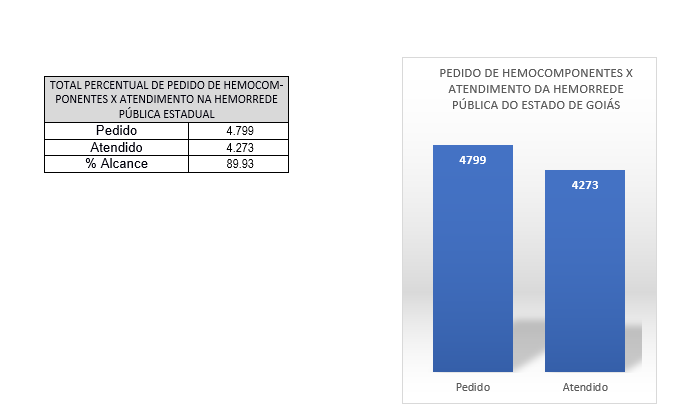 TOTAL PERCENTUAL DE PEDIDO DE HEMOCOM-
PONENTES X ATENDIMENTO NA HEMORREDE
PÚBLICA ESTADUAL
Pedido 4.799
Atendido 4.273
% Alcance 89.93
PEDIDO DE HEMOCOMPONENTES X
ATENDIMENTO DA HEMORREDE
PÚBLICA DO ESTADO DE GOIÁS
4799
4273
Pedido Atendido